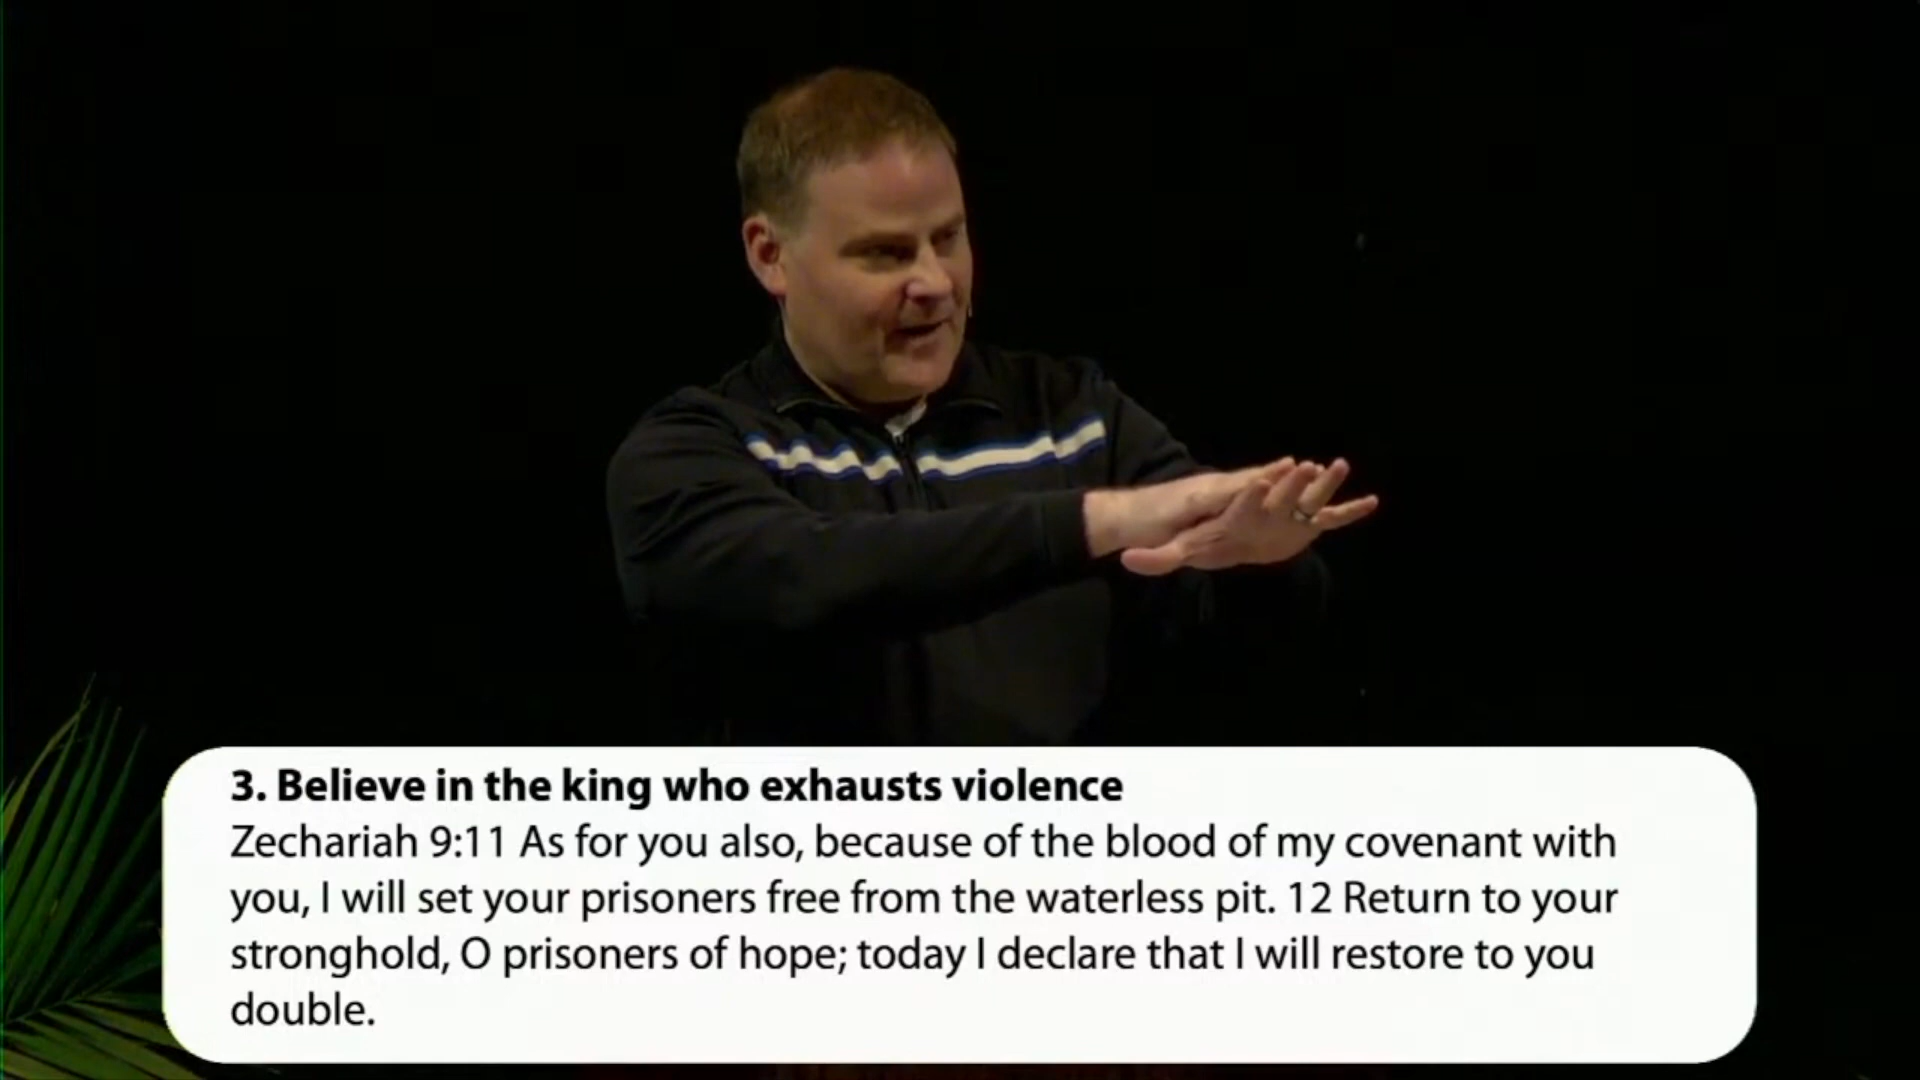 3. Believe in the king who exhausts violence
Zechariah 9:11 As for you also, because of the blood of my covenant with
you, I will set your prisoners free from the waterless pit. 12 Return to your
stronghold, O prisoners of hope; today I declare that I will restore to you
double.